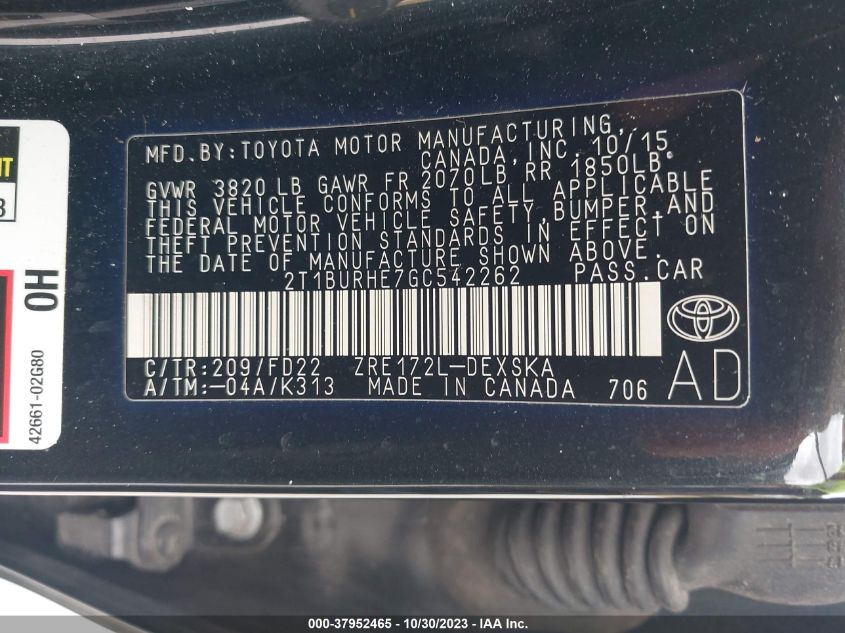 MFD. BY: TOYOTA MOTOR MANUFACTURING,
CANADA, INC. 10/15
GVWR 3820 LB GAWR FR 2070LB, RR 1850LB.
THIS VEHICLE CONFORMS TO ALL APPLICABLE
FEDERAL MOTOR VEHICLE SAFETY, BUMPER, AND
THEFT PREVENTION STANDARDS IN EFFECT ON
THE DATE OF MANUFACTURE SHOWN ABOVE.
2T1BURHE7GC542262 PASS. CAR
C/TR: 209/FD22 ZRE172L-DEXSKA
A/TM: -04A/K313 MADE IN CANADA 706
AD
OH
42661-02G80
000-37952465 - 10/30/2023 - IAA Inc.